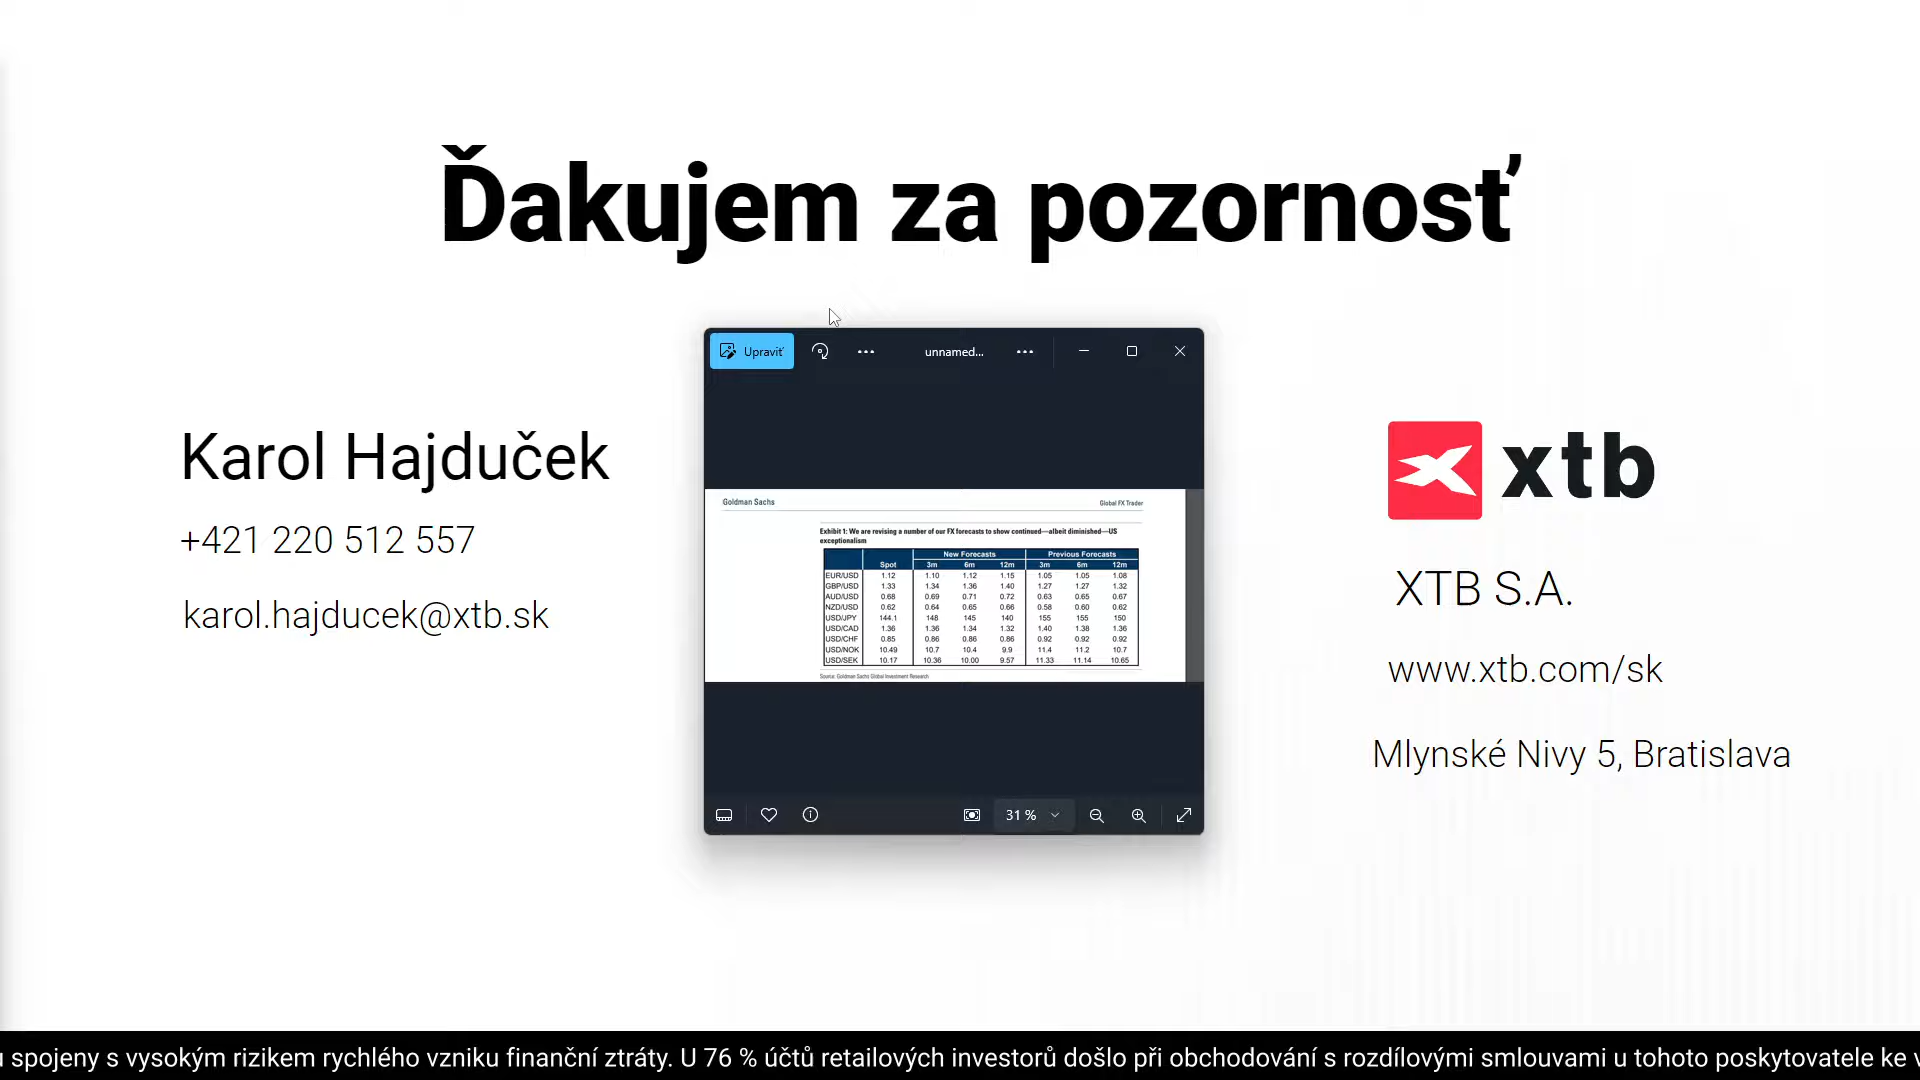 Ďakujem za pozornosť
Karol Hajduček
+421 220 512 557
karol.hajducek@xtb.sk
Upraviť
unnamed...
Goldman Sachs
Global FX Trader
Exhibit 1: We are revising a number of our FX forecasts to show continued—albeit diminished—US
exceptionalism
New Forecasts Previous Forecasts
Spot 3m 6m 12m 3m 6m 12m
EUR/USD 1.12 1.10 1.12 1.15 1.05 1.05 1.08
GBP/USD 1.33 1.34 1.36 1.40 1.27 1.27 1.32
AUD/USD 0.68 0.69 0.71 0.72 0.63 0.65 0.67
NZD/USD 0.62 0.64 0.65 0.66 0.58 0.60 0.62
USD/JPY 144.1 148 145 140 155 155 150
USD/CAD 1.36 1.36 1.34 1.32 1.40 1.38 1.36
USD/CHF 0.85 0.86 0.86 0.86 0.92 0.92 0.92
USD/NOK 10.49 10.7 10.4 9.9 11.4 11.2 10.7
USD/SEK 10.17 10.36 10.00 9.57 11.33 11.14 10.65
Source: Goldman Sachs Global Investment Research
31 %
xtb
XTB S.A.
www.xtb.com/sk
Mlynské Nivy 5, Bratislava
spojeny s vysokým rizikem rychlého vzniku finanční ztráty. U 76 % účtů retailových investorů došlo při obchodování s rozdílovými smlouvami u tohoto poskytovatele ke